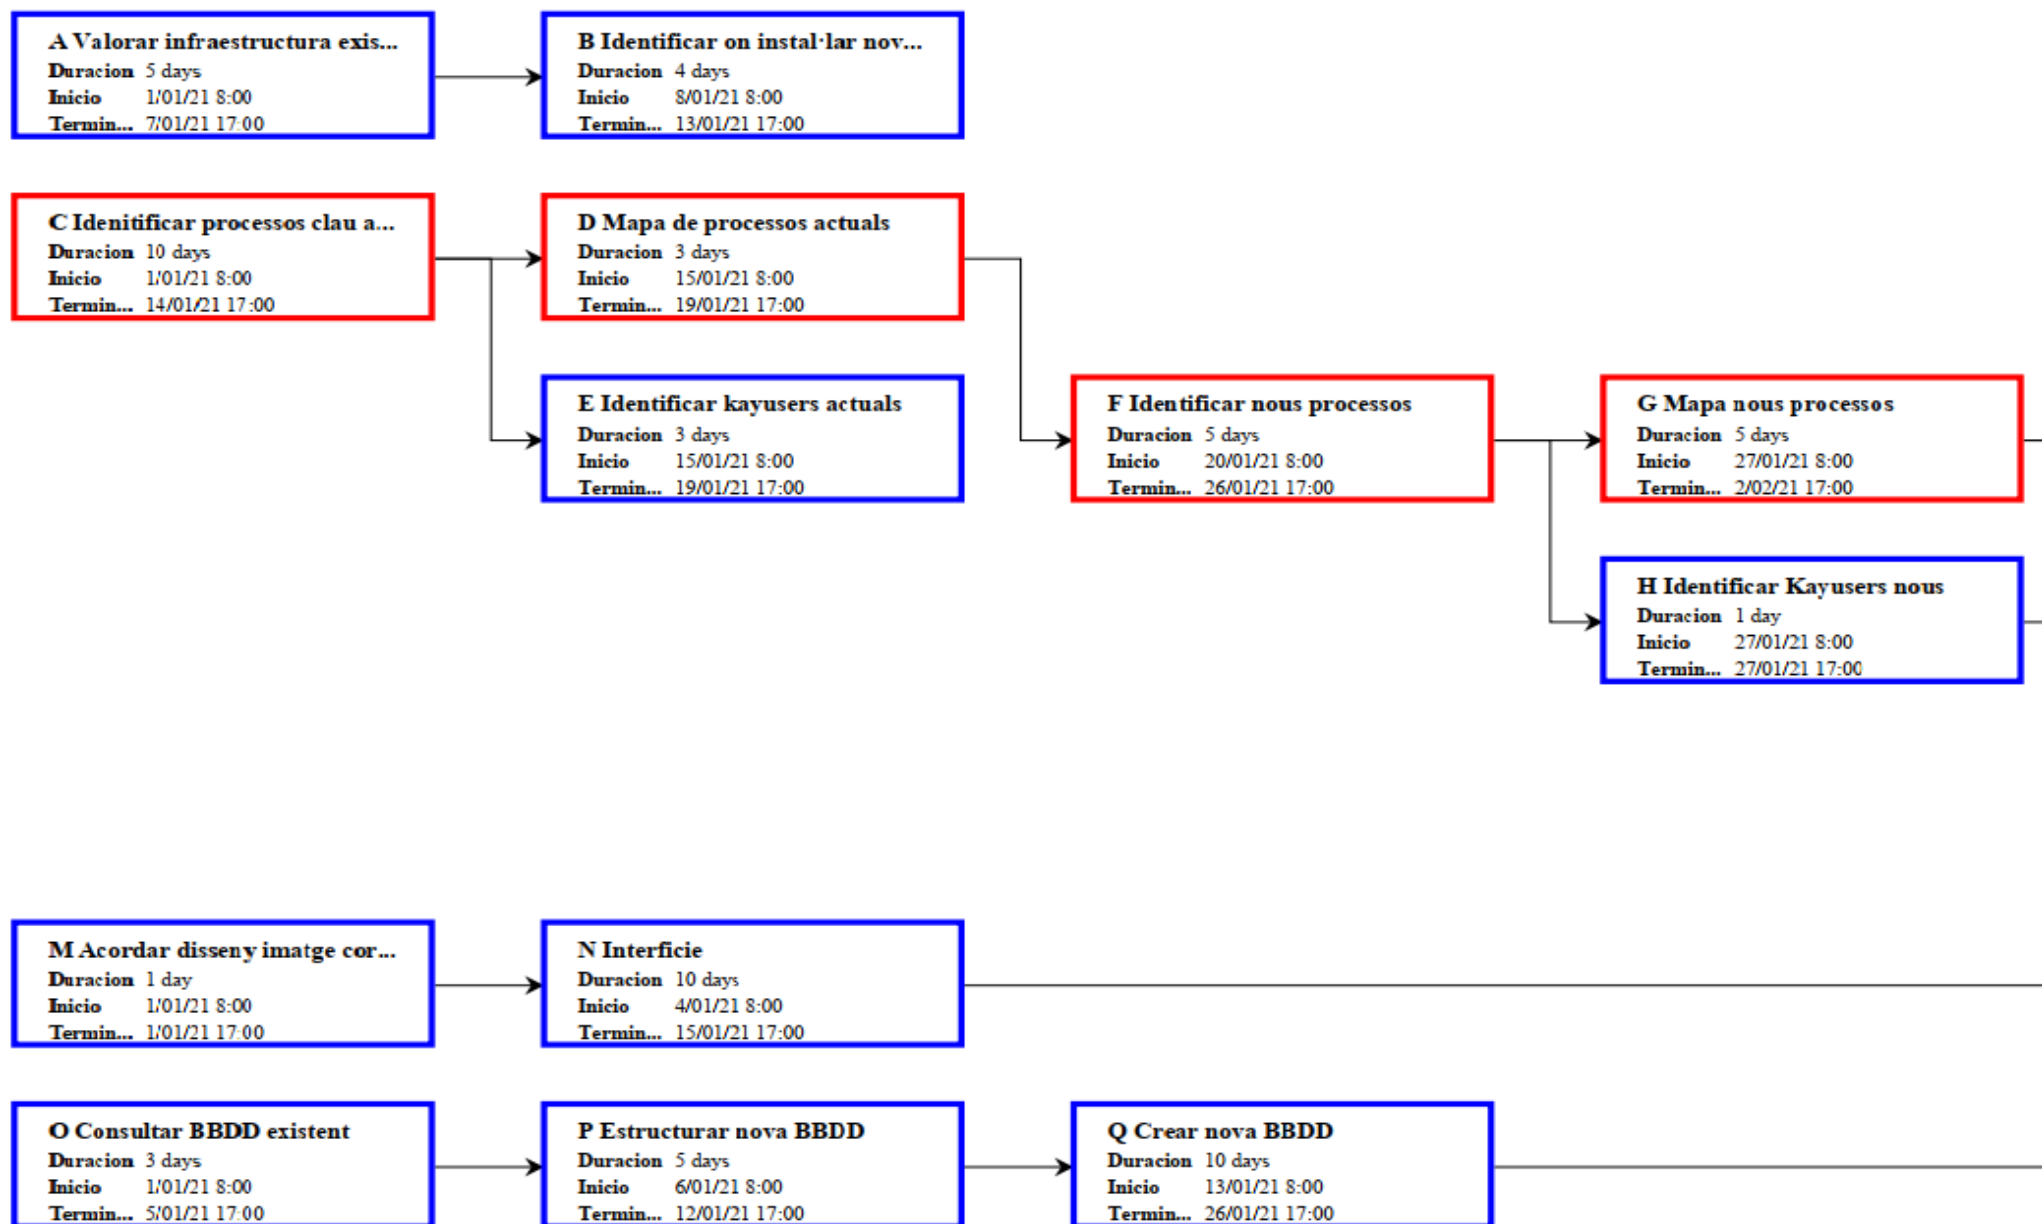 A Valorar infraestructura exis...
Duracion 5 days
Inicio 1/01/21 8:00
Termin... 7/01/21 17:00
B Identificar on instal·lar nov...
Duracion 4 days
Inicio 8/01/21 8:00
Termin... 13/01/21 17:00
C Idenitificar processos clau a...
Duracion 10 days
Inicio 1/01/21 8:00
Termin... 14/01/21 17:00
D Mapa de processos actuals
Duracion 3 days
Inicio 15/01/21 8:00
Termin... 19/01/21 17:00
E Identificar kayusers actuals
Duracion 3 days
Inicio 15/01/21 8:00
Termin... 19/01/21 17:00
F Identificar nous processos
Duracion 5 days
Inicio 20/01/21 8:00
Termin... 26/01/21 17:00
G Mapa nous processos
Duracion 5 days
Inicio 27/01/21 8:00
Termin... 2/02/21 17:00
H Identificar Kayusers nous
Duracion 1 day
Inicio 27/01/21 8:00
Termin... 27/01/21 17:00
M Acordar disseny imatge cor...
Duracion 1 day
Inicio 1/01/21 8:00
Termin... 1/01/21 17:00
N Interficie
Duracion 10 days
Inicio 4/01/21 8:00
Termin... 15/01/21 17:00
O Consultar BBDD existent
Duracion 3 days
Inicio 1/01/21 8:00
Termin... 5/01/21 17:00
P Estructurar nova BBDD
Duracion 5 days
Inicio 6/01/21 8:00
Termin... 12/01/21 17:00
Q Crear nova BBDD
Duracion 10 days
Inicio 13/01/21 8:00
Termin... 26/01/21 17:00